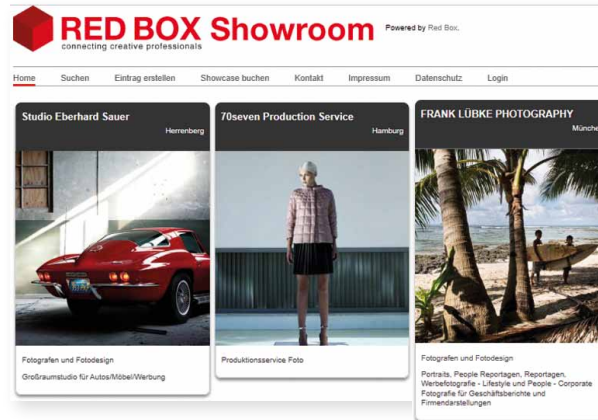 RED BOX Showroom
connecting creative professionals
Powered by Red Box.
Home Suchen Eintrag erstellen Showcase buchen Kontakt Impressum Datenschutz Login
Studio Eberhard Sauer
Herrenberg
Fotografen und Fotodesign
Großraumstudio für Autos/Möbel/Werbung
70seven Production Service
Hamburg
Produktionsservice Foto
FRANK LÜBKE PHOTOGRAPHY
Münche
Fotografen und Fotodesign
Portraits, People Reportagen, Reportagen,
Werbefotografie - Lifestyle und People - Corporate
Fotografie für Geschäftsberichte und
Firmendarstellungen